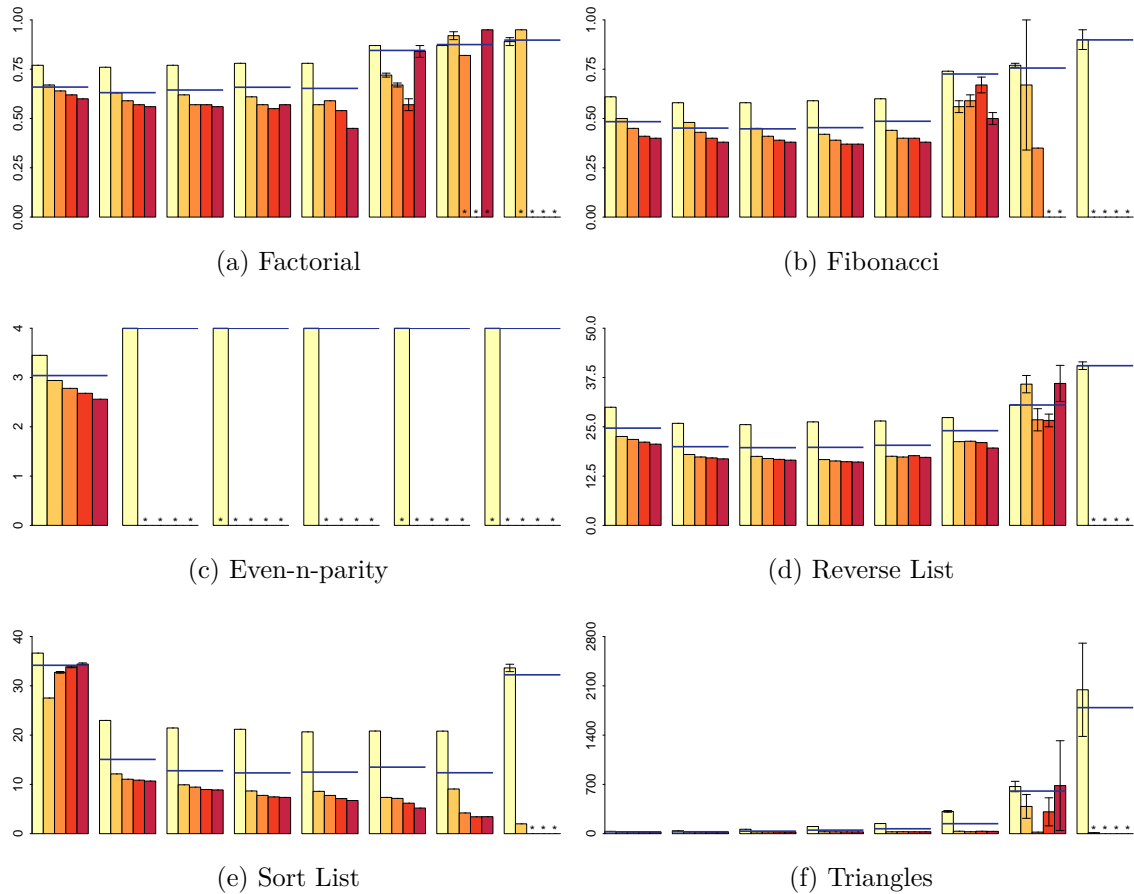 0.00 0.25 0.50 0.75 1.00
* * * * * * *
(a) Factorial
0.00 0.25 0.50 0.75 1.00
* * * * * *
(b) Fibonacci
0 1 2 3 4
* * * * * * * * * * * * * * * * * * * * * * *
(c) Even-n-parity
0.0 12.5 25.0 37.5 50.0
* * * *
(d) Reverse List
0 10 20 30 40
* * *
(e) Sort List
0 700 1400 2100 2800
* * * *
(f) Triangles